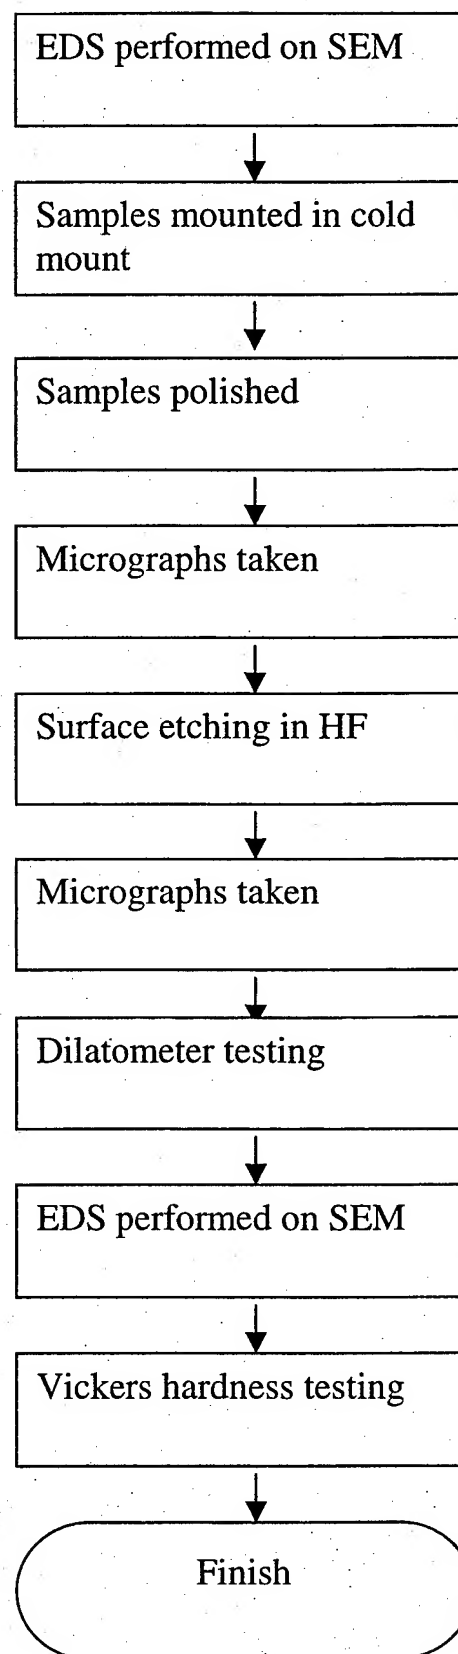 EDS performed on SEM
Samples mounted in cold
mount
Samples polished
Micrographs taken
Surface etching in HF
Micrographs taken
Dilatometer testing
EDS performed on SEM
Vickers hardness testing
Finish